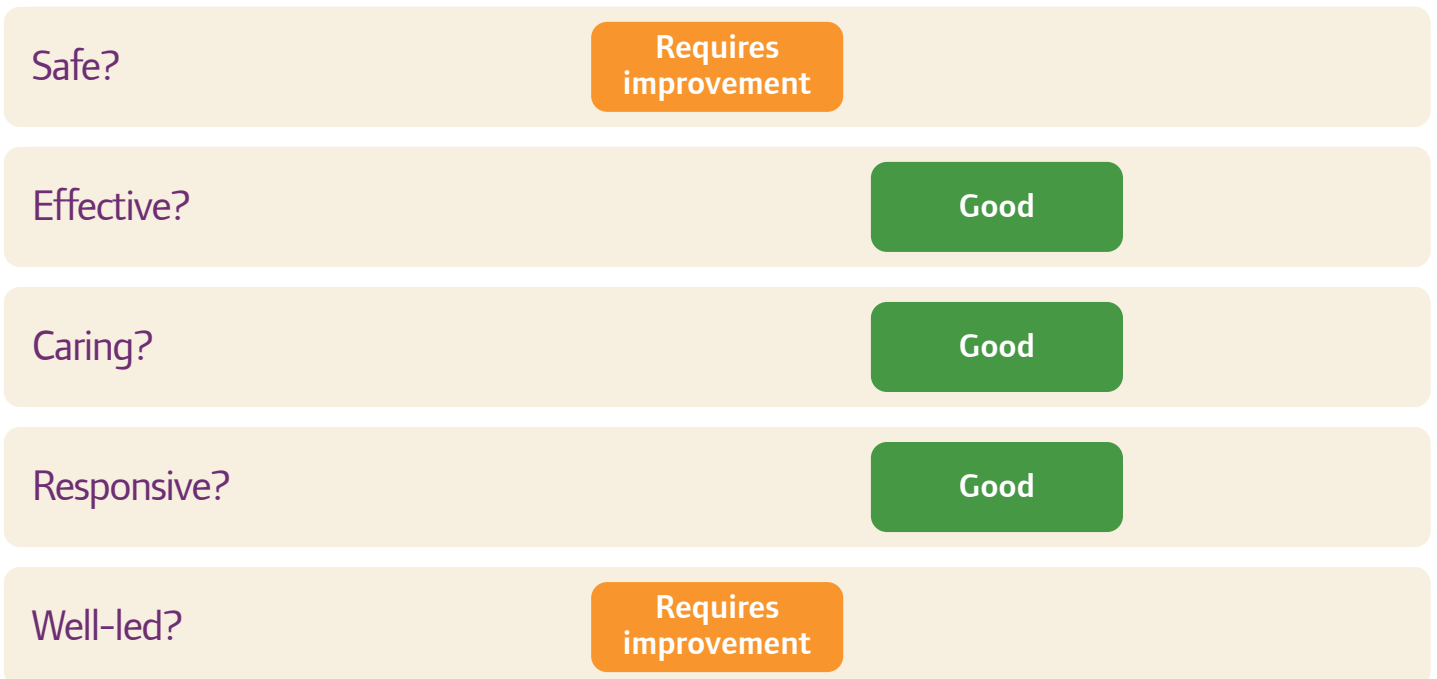 Safe?
Requires
improvement
Effective?
Good
Caring?
Good
Responsive?
Good
Well-led?
Requires
improvement